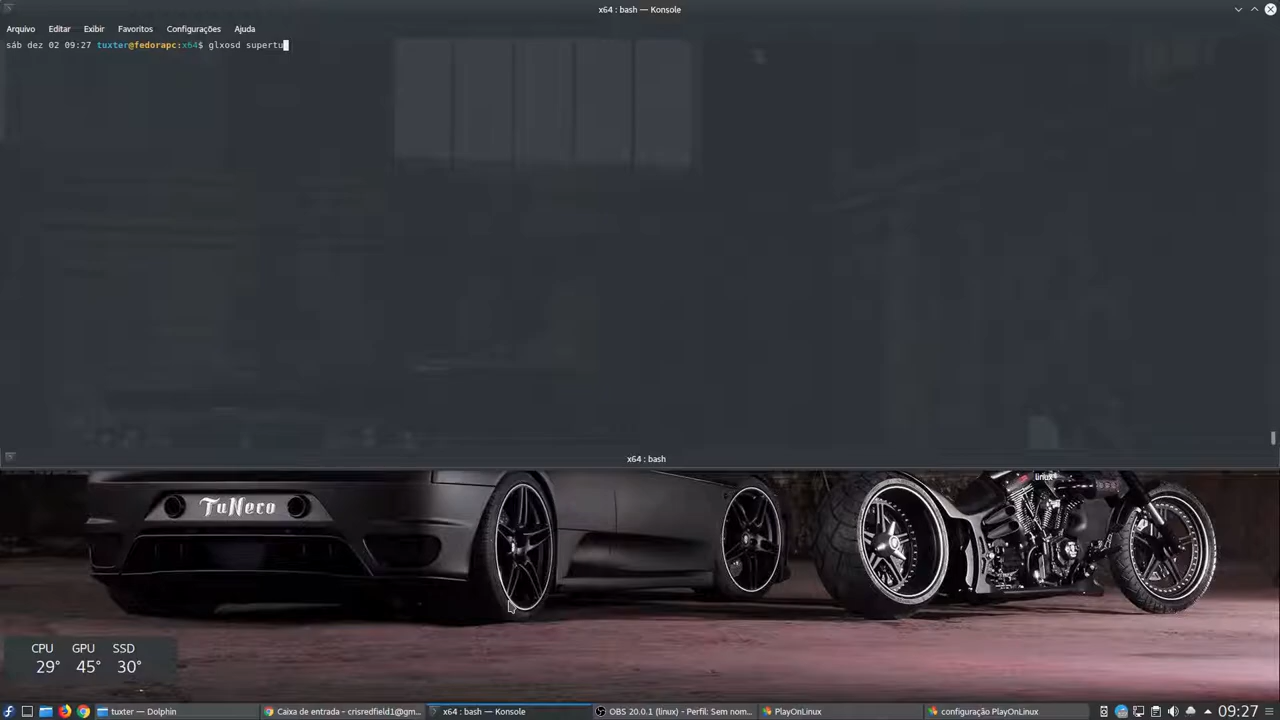 x64 : bash — Konsole
Arquivo Editar Exibir Favoritos Configurações Ajuda
sáb dez 02 09:27 tuxter@fedorapc:x64$ glxosd supertu
x64 : bash
linux
TuNero
CPU GPU SSD
29° 45° 30°
tuxter — Dolphin
Caixa de entrada - crisredfield1@gm...
x64 : bash — Konsole
OBS 20.0.1 (linux) - Perfil: Sem nom...
PlayOnLinux
configuração PlayOnLinux
09:27